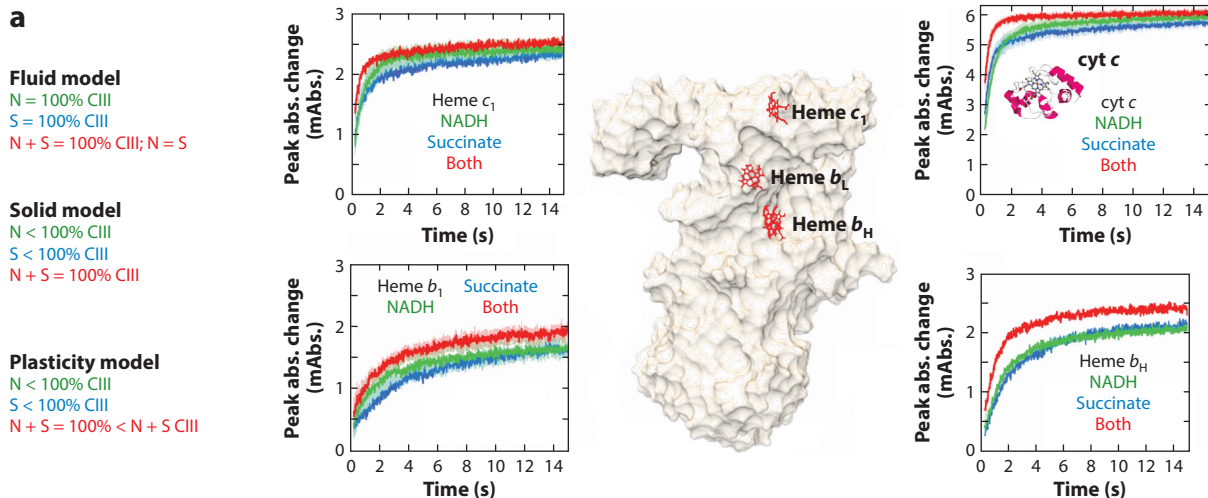 a
Fluid model
N = 100% CIII
S = 100% CIII
N + S = 100% CIII; N = S
Solid model
N < 100% CIII
S < 100% CIII
N + S = 100% CIII
Plasticity model
N < 100% CIII
S < 100% CIII
N + S = 100% < N + S CIII
Peak abs. change
(mAbs.)
3
2
1
0
Heme c₁
NADH
Succinate
Both
0 2 4 6 8 10 12 14
Time (s)
Peak abs. change
(mAbs.)
3
2
1
0
Heme b₁ Succinate
NADH Both
0 2 4 6 8 10 12 14
Time (s)
Heme c₁
Heme b_L
Heme b_H
Peak abs. change
(mAbs.)
6
5
4
3
2
1
0
cyt c
cyt c
NADH
Succinate
Both
0 2 4 6 8 10 12 14
Time (s)
Peak abs. change
(mAbs.)
3
2
1
0
Heme b_H
NADH
Succinate
Both
0 2 4 6 8 10 12 14
Time (s)